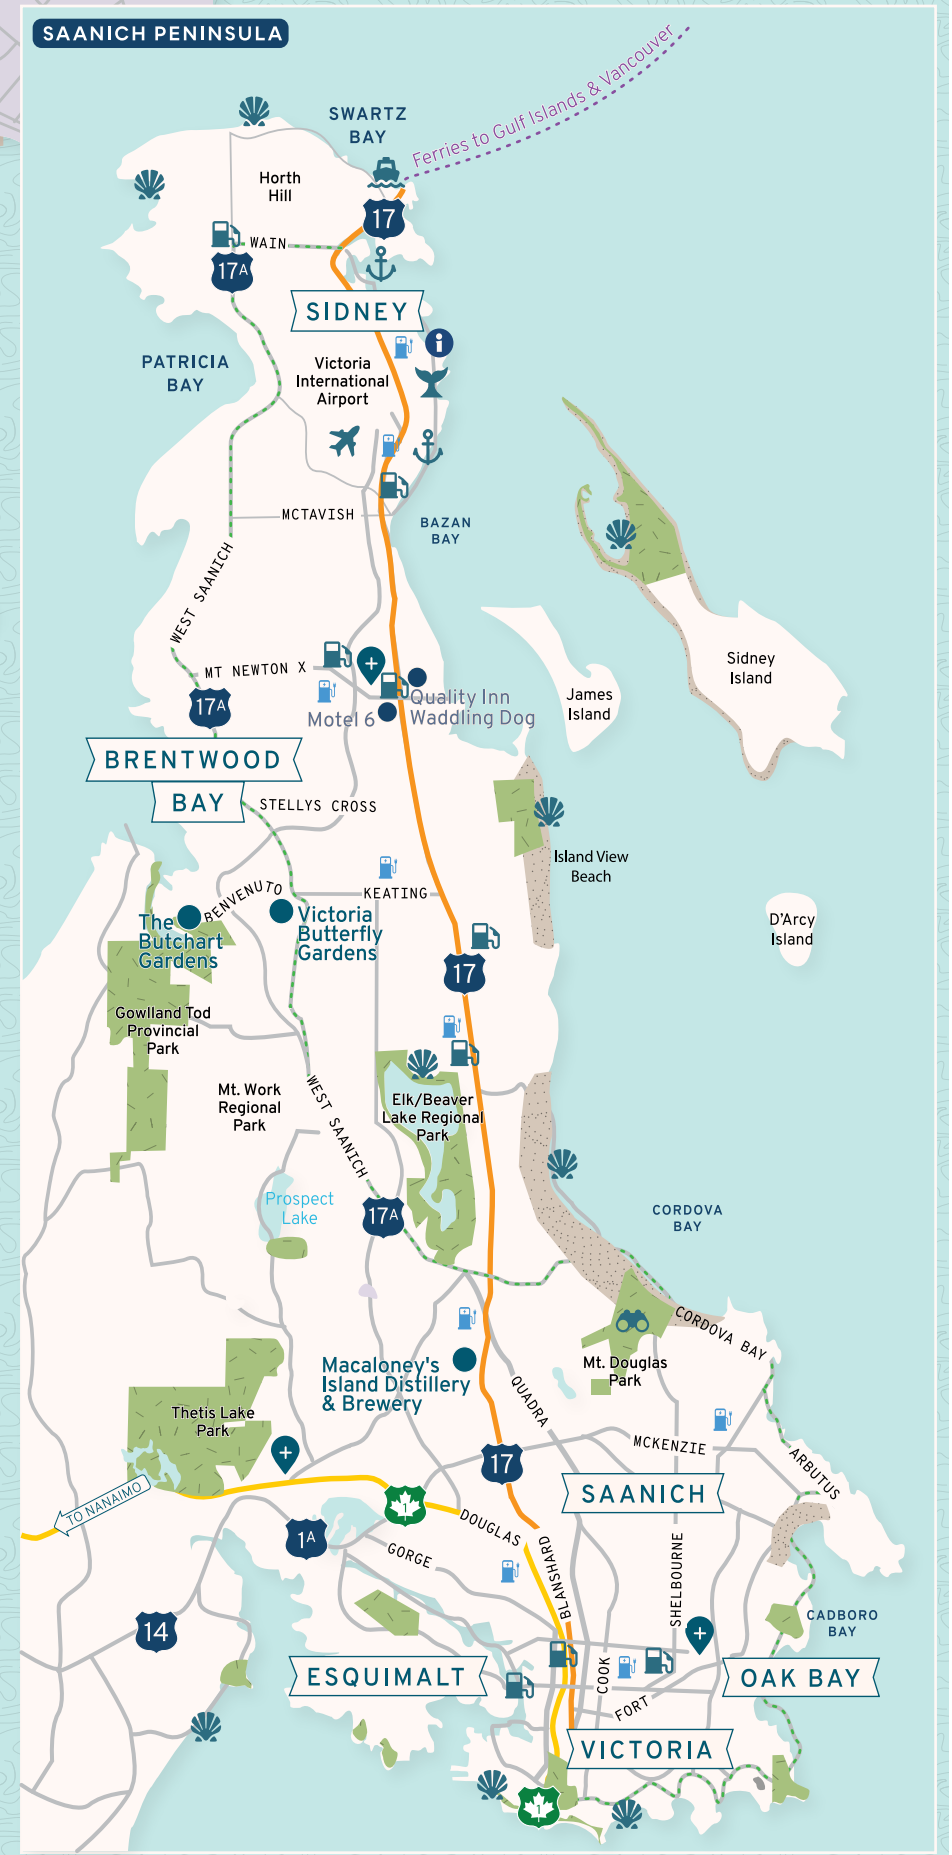 SAANICH PENINSULA
Ferries to Gulf Islands & Vancouver
SWARTZ
BAY
Horth
Hill
17
WAIN
17A
SIDNEY
i
PATRICIA
BAY
Victoria
International
Airport
MCTAVISH
BAZAN
BAY
WEST SAANICH
MT NEWTON X
Sidney
Island
James
Island
17A
Quality Inn
Waddling Dog
Motel 6
BRENTWOOD
BAY
STELLYS CROSS
Island View
Beach
KEATING
BENVENUTO
The
Butchart
Gardens
Victoria
Butterfly
Gardens
D'Arcy
Island
17
Gowlland Tod
Provincial
Park
Mt. Work
Regional
Park
WEST SAANICH
Elk/Beaver
Lake Regional
Park
Prospect
Lake
17A
CORDOVA
BAY
CORDOVA BAY
Macaloney's
Island Distillery
& Brewery
Mt. Douglas
Park
QUADRA
Thetis Lake
Park
MCKENZIE
ARBUTUS
17
SAANICH
TO NANAIMO
1
1A
DOUGLAS
GORGE
BLANSHARD
SHELBOURNE
14
CADBORO
BAY
ESQUIMALT
COOK
FORT
OAK BAY
VICTORIA
1